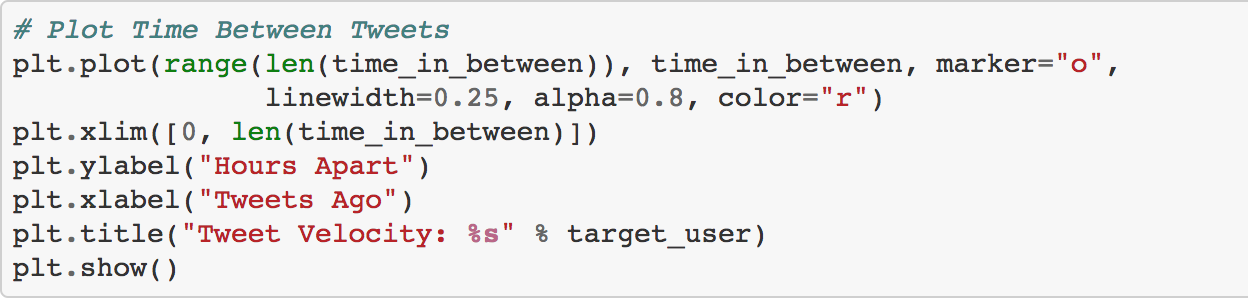 # Plot Time Between Tweets
plt.plot(range(len(time_in_between)), time_in_between, marker="o",
               linewidth=0.25, alpha=0.8, color="r")
plt.xlim([0, len(time_in_between)])
plt.ylabel("Hours Apart")
plt.xlabel("Tweets Ago")
plt.title("Tweet Velocity: %s" % target_user)
plt.show()